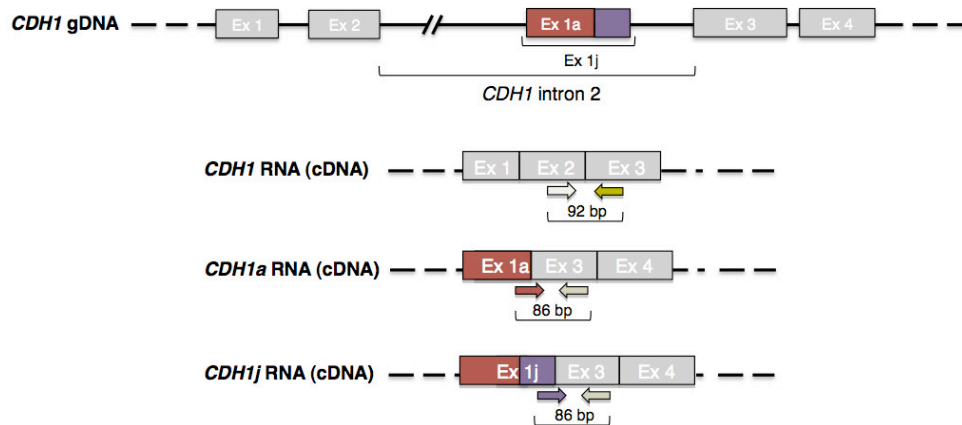 CDH1 gDNA Ex 1 Ex 2 Ex 1a Ex 3 Ex 4
Ex 1j
CDH1 intron 2
CDH1 RNA (cDNA) Ex 1 Ex 2 Ex 3
92 bp
CDH1a RNA (cDNA) Ex 1a Ex 3 Ex 4
86 bp
CDH1j RNA (cDNA) Ex 1j Ex 3 Ex 4
86 bp